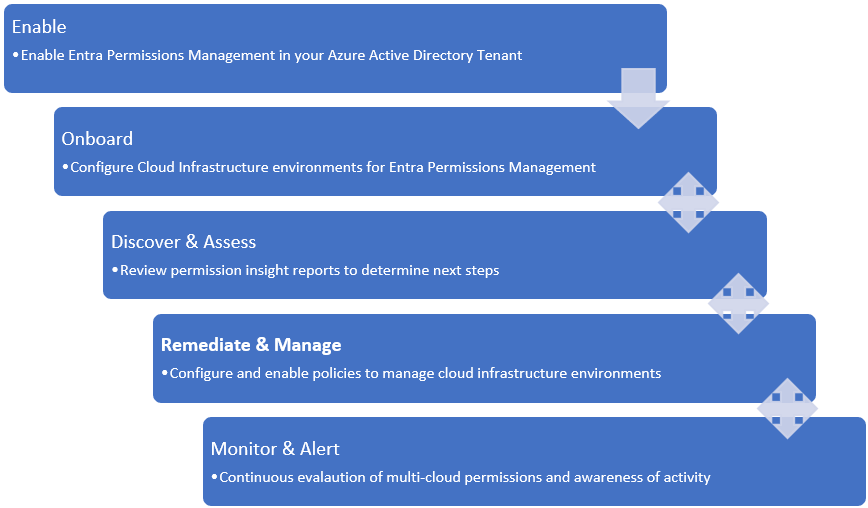 Enable
•Enable Entra Permissions Management in your Azure Active Directory Tenant
Onboard
•Configure Cloud Infrastructure environments for Entra Permissions Management
Discover & Assess
•Review permission insight reports to determine next steps
Remediate & Manage
•Configure and enable policies to manage cloud infrastructure environments
Monitor & Alert
•Continuous evalaution of multi-cloud permissions and awareness of activity